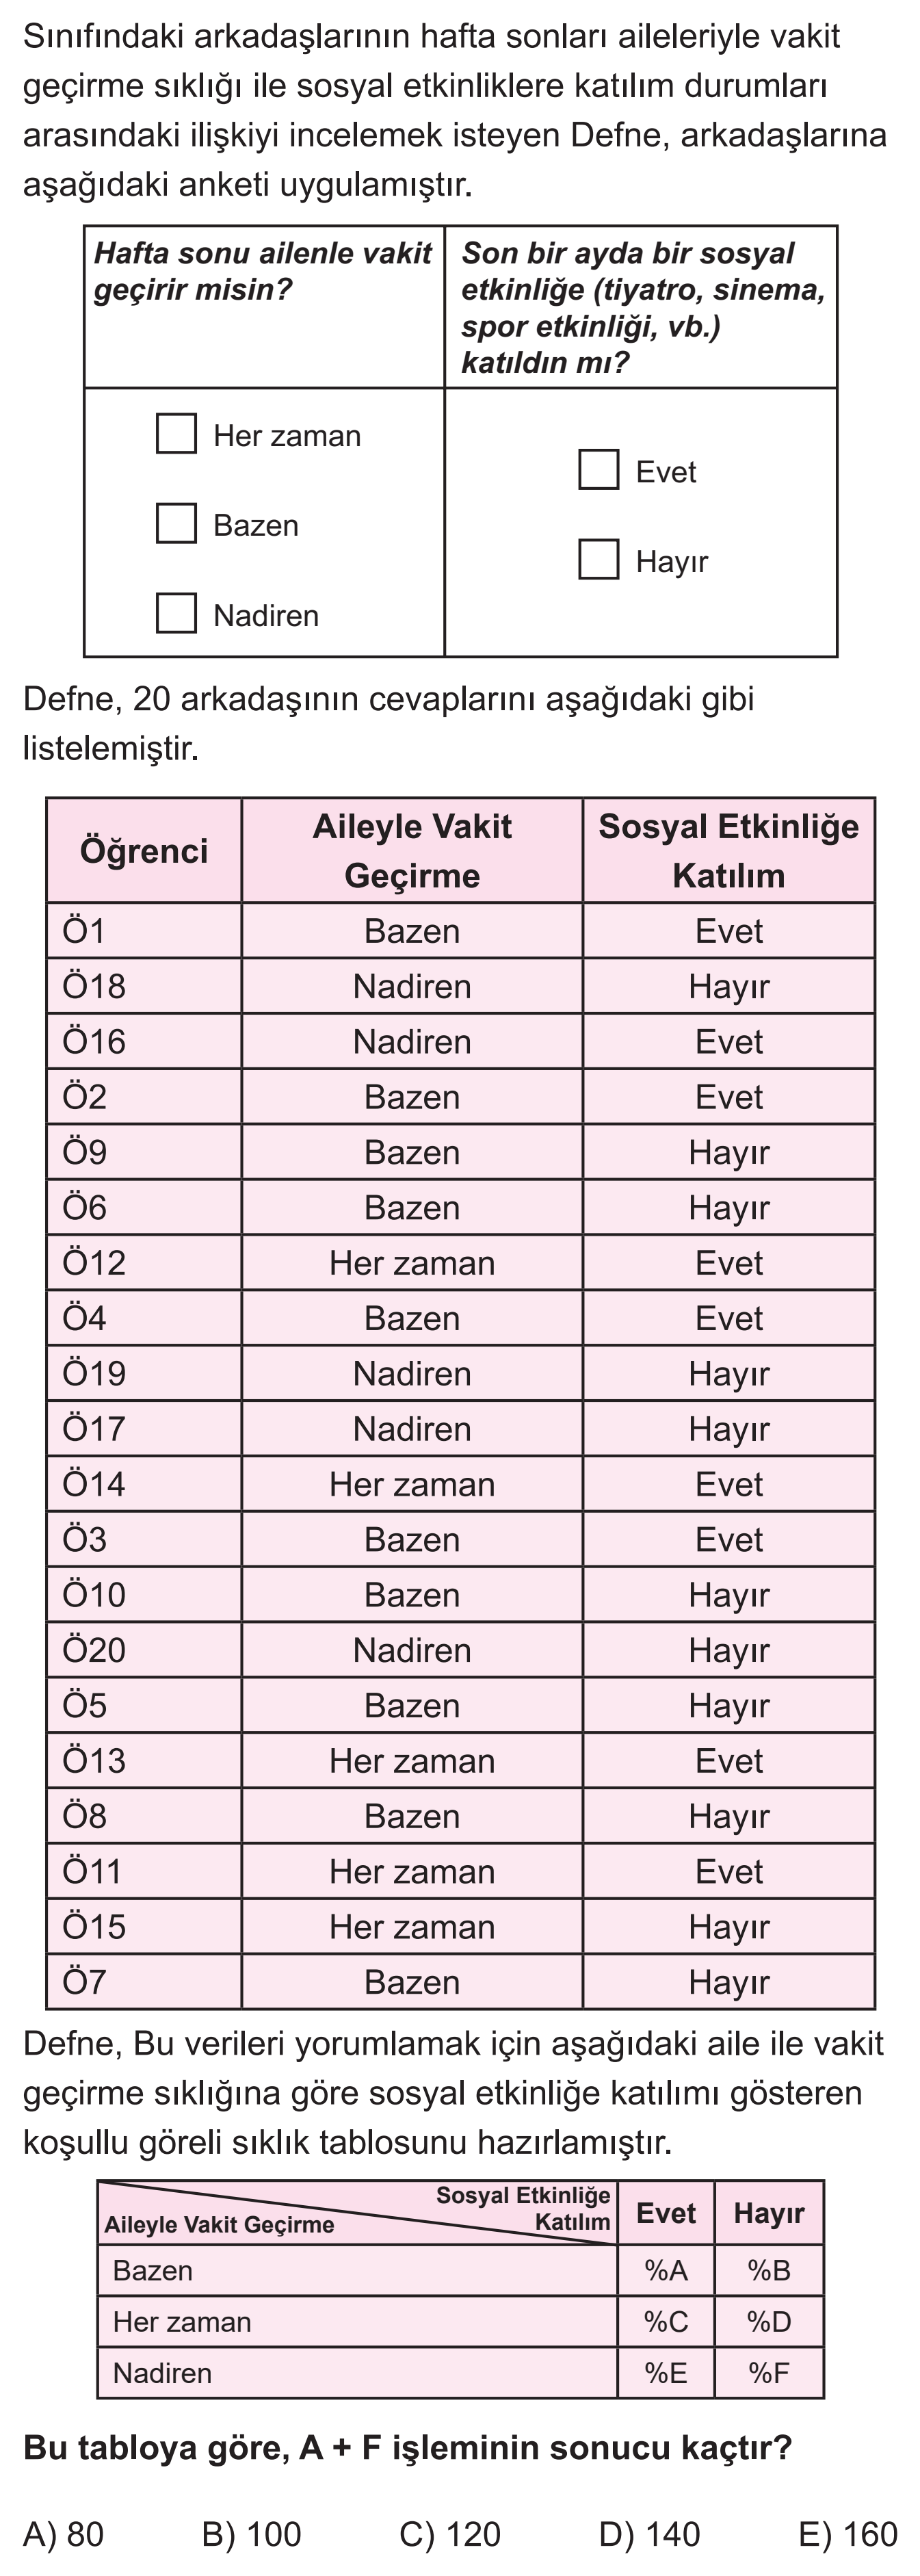 Sınıfındaki arkadaşlarının hafta sonları aileleriyle vakit
geçirme sıklığı ile sosyal etkinliklere katılım durumları
arasındaki ilişkiyi incelemek isteyen Defne, arkadaşlarına
aşağıdaki anketi uygulamıştır.
Hafta sonu ailenle vakit
geçirir misin?
Son bir ayda bir sosyal
etkinliğe (tiyatro, sinema,
spor etkinliği, vb.)
katıldın mı?
Her zaman
Bazen
Nadiren
Evet
Hayır
Defne, 20 arkadaşının cevaplarını aşağıdaki gibi
listelemiştir.
Öğrenci Aileyle Vakit Geçirme Sosyal Etkinliğe Katılım
Ö1 Bazen Evet
Ö18 Nadiren Hayır
Ö16 Nadiren Evet
Ö2 Bazen Evet
Ö9 Bazen Hayır
Ö6 Bazen Hayır
Ö12 Her zaman Evet
Ö4 Bazen Evet
Ö19 Nadiren Hayır
Ö17 Nadiren Hayır
Ö14 Her zaman Evet
Ö3 Bazen Evet
Ö10 Bazen Hayır
Ö20 Nadiren Hayır
Ö5 Bazen Hayır
Ö13 Her zaman Evet
Ö8 Bazen Hayır
Ö11 Her zaman Evet
Ö15 Her zaman Hayır
Ö7 Bazen Hayır
Defne, Bu verileri yorumlamak için aşağıdaki aile ile vakit
geçirme sıklığına göre sosyal etkinliğe katılımı gösteren
koşullu göreli sıklık tablosunu hazırlamıştır.
Sosyal Etkinliğe
Katılım
Aileyle Vakit Geçirme
Evet Hayır
Bazen %A %B
Her zaman %C %D
Nadiren %E %F
Bu tabloya göre, A + F işleminin sonucu kaçtır?
A) 80 B) 100 C) 120 D) 140 E) 160